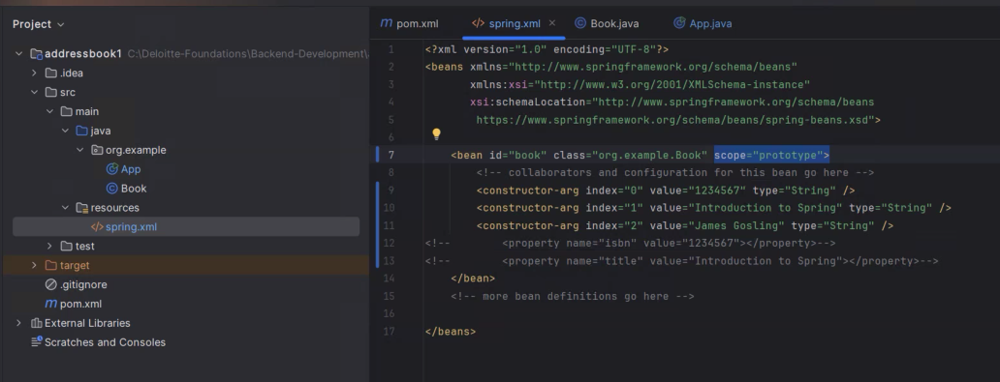 Project
addressbook1 C:\Deloitte-Foundations\Backend-Development\
.idea
src
main
java
org.example
App
Book
resources
spring.xml
test
target
.gitignore
pom.xml
External Libraries
Scratches and Consoles
pom.xml spring.xml Book.java App.java
1 <?xml version="1.0" encoding="UTF-8"?>
2 <beans xmlns="http://www.springframework.org/schema/beans"
3 xmlns:xsi="http://www.w3.org/2001/XMLSchema-instance"
4 xsi:schemaLocation="http://www.springframework.org/schema/beans
5 https://www.springframework.org/schema/beans/spring-beans.xsd">
6
7 <bean id="book" class="org.example.Book" scope="prototype">
8 <!-- collaborators and configuration for this bean go here -->
9 <constructor-arg index="0" value="1234567" type="String" />
10 <constructor-arg index="1" value="Introduction to Spring" type="String" />
11 <constructor-arg index="2" value="James Gosling" type="String" />
12 <!-- <property name="isbn" value="1234567"></property>-->
13 <!-- <property name="title" value="Introduction to Spring"></property>-->
14 </bean>
15 <!-- more bean definitions go here -->
16
17 </beans>